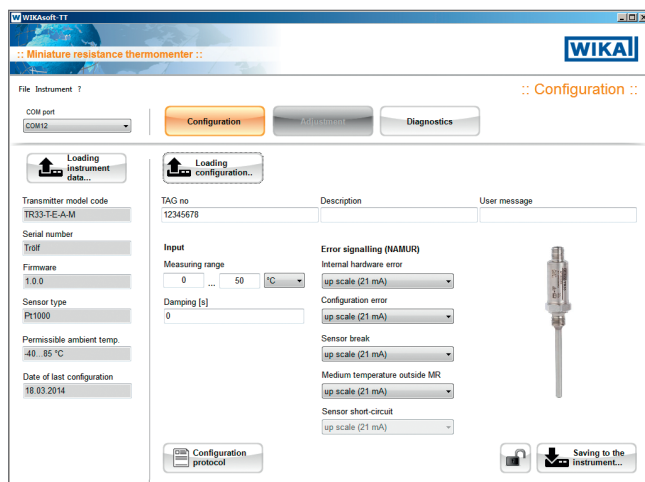 WIKAsoft-TT
:: Miniature resistance thermomenter ::
WIKA
File Instrument ?
:: Configuration ::
COM port
COM12
Configuration
Adjustment
Diagnostics
Loading
instrument
data...
Loading
configuration..
Transmitter model code
TR33-T-E-A-M
TAG no
12345678
Description
User message
Serial number
Trölf
Firmware
1.0.0
Sensor type
Pt1000
Permissible ambient temp.
-40...85 °C
Date of last configuration
18.03.2014
Input
Measuring range
0 ... 50 °C
Damping [s]
0
Error signalling (NAMUR)
Internal hardware error
up scale (21 mA)
Configuration error
up scale (21 mA)
Sensor break
up scale (21 mA)
Medium temperature outside MR
up scale (21 mA)
Sensor short-circuit
up scale (21 mA)
Configuration
protocol
Saving to the
instrument...